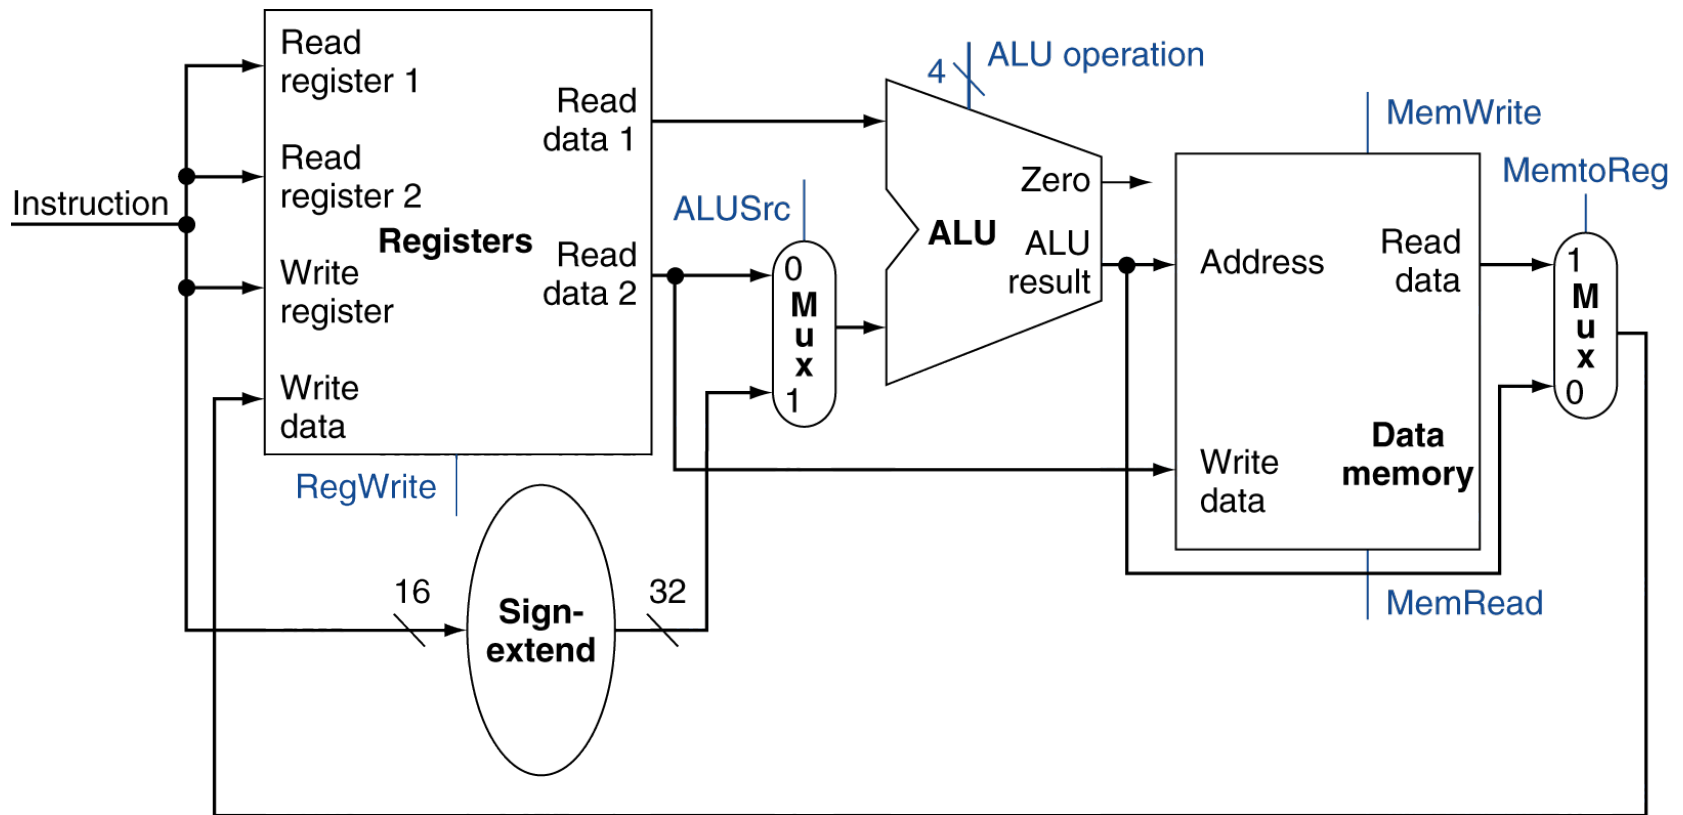 Instruction
Read
register 1
Read
register 2
Write
register
Write
data
Registers
Read
data 1
Read
data 2
RegWrite
16
Sign-
extend
32
ALUSrc
0
M
u
x
1
4
ALU operation
Zero
ALU
ALU
result
MemWrite
Address
Read
data
Write
data
Data
memory
MemRead
MemtoReg
1
M
u
x
0